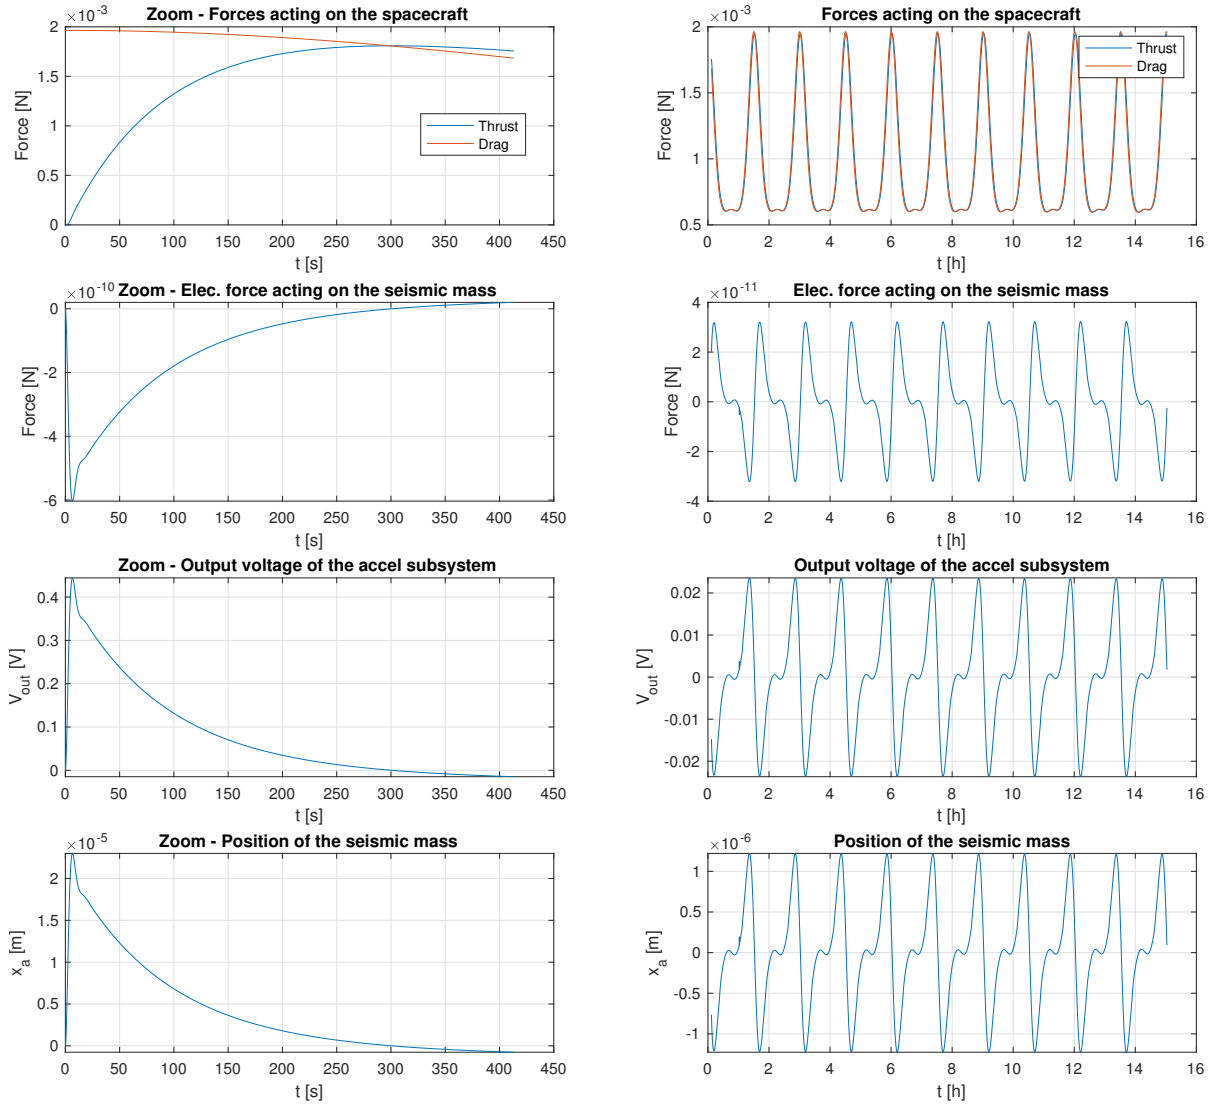 Zoom - Forces acting on the spacecraft
×10-3
Force [N]
2
1.5
1
0.5
0
Thrust
Drag
0 50 100 150 200 250 300 350 400 450
t [s]
Forces acting on the spacecraft
×10-3
Force [N]
2
1.5
1
0.5
Thrust
Drag
0 2 4 6 8 10 12 14 16
t [h]
Zoom - Elec. force acting on the seismic mass
×10-10
Force [N]
0
-2
-4
-6
0 50 100 150 200 250 300 350 400 450
t [s]
Elec. force acting on the seismic mass
×10-11
Force [N]
4
2
0
-2
-4
0 2 4 6 8 10 12 14 16
t [h]
Zoom - Output voltage of the accel subsystem
Vout [V]
0.4
0.3
0.2
0.1
0
0 50 100 150 200 250 300 350 400 450
t [s]
Output voltage of the accel subsystem
Vout [V]
0.02
0.01
0
-0.01
-0.02
0 2 4 6 8 10 12 14 16
t [h]
Zoom - Position of the seismic mass
×10-5
xa [m]
2
1.5
1
0.5
0
0 50 100 150 200 250 300 350 400 450
t [s]
Position of the seismic mass
×10-6
xa [m]
1
0.5
0
-0.5
-1
0 2 4 6 8 10 12 14 16
t [h]